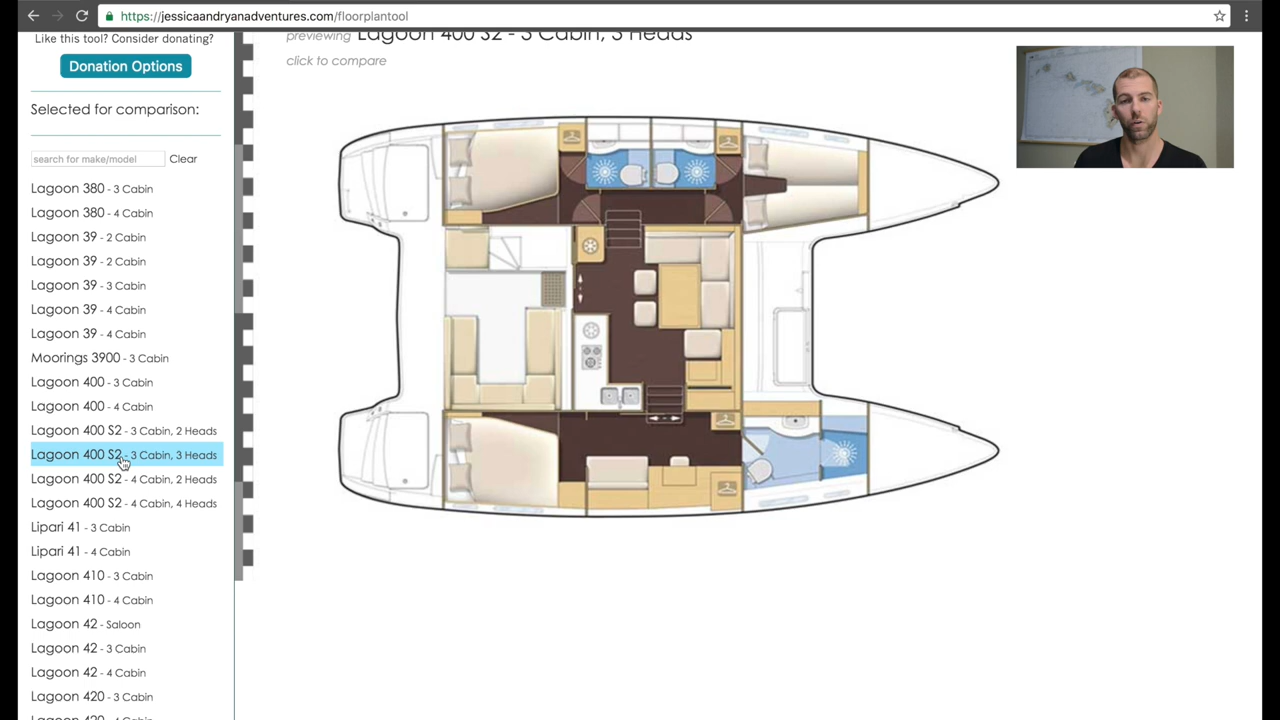 https://jessicaandryanadventures.com/floorplantool
Like this tool? Consider donating?
Donation Options
Selected for comparison:
search for make/model Clear
Lagoon 380 - 3 Cabin
Lagoon 380 - 4 Cabin
Lagoon 39 - 2 Cabin
Lagoon 39 - 2 Cabin
Lagoon 39 - 3 Cabin
Lagoon 39 - 4 Cabin
Lagoon 39 - 4 Cabin
Moorings 3900 - 3 Cabin
Lagoon 400 - 3 Cabin
Lagoon 400 - 4 Cabin
Lagoon 400 S2 - 3 Cabin, 2 Heads
Lagoon 400 S2 - 3 Cabin, 3 Heads
Lagoon 400 S2 - 4 Cabin, 2 Heads
Lagoon 400 S2 - 4 Cabin, 4 Heads
Lipari 41 - 3 Cabin
Lipari 41 - 4 Cabin
Lagoon 410 - 3 Cabin
Lagoon 410 - 4 Cabin
Lagoon 42 - Saloon
Lagoon 42 - 3 Cabin
Lagoon 42 - 4 Cabin
Lagoon 420 - 3 Cabin
Lagoon 420 - 4 Cabin
previewing Lagoon 400 S2 - 3 Cabin, 3 Heads
click to compare